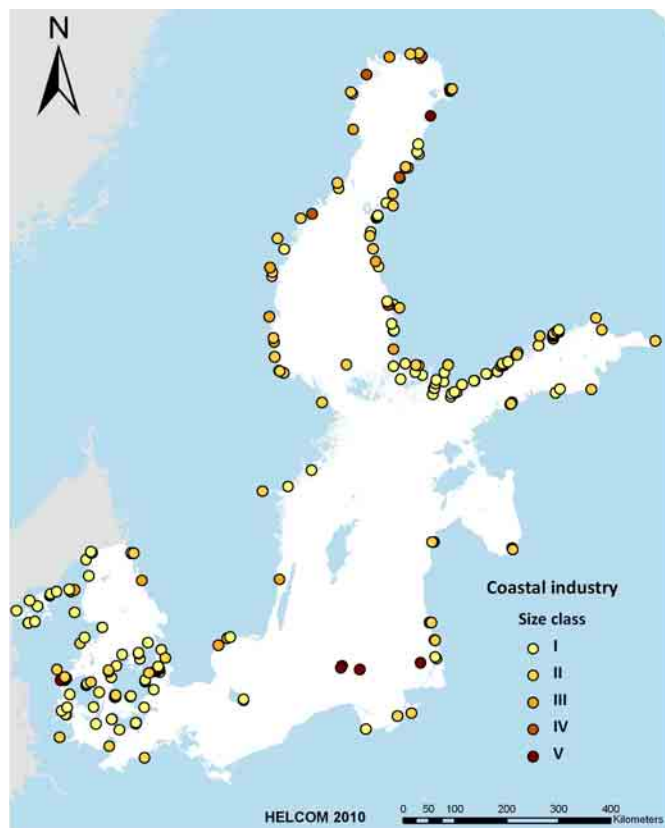 N
Coastal industry
Size class
I
II
III
IV
V
HELCOM 2010
0 50 100 200 300 400
Kilometers